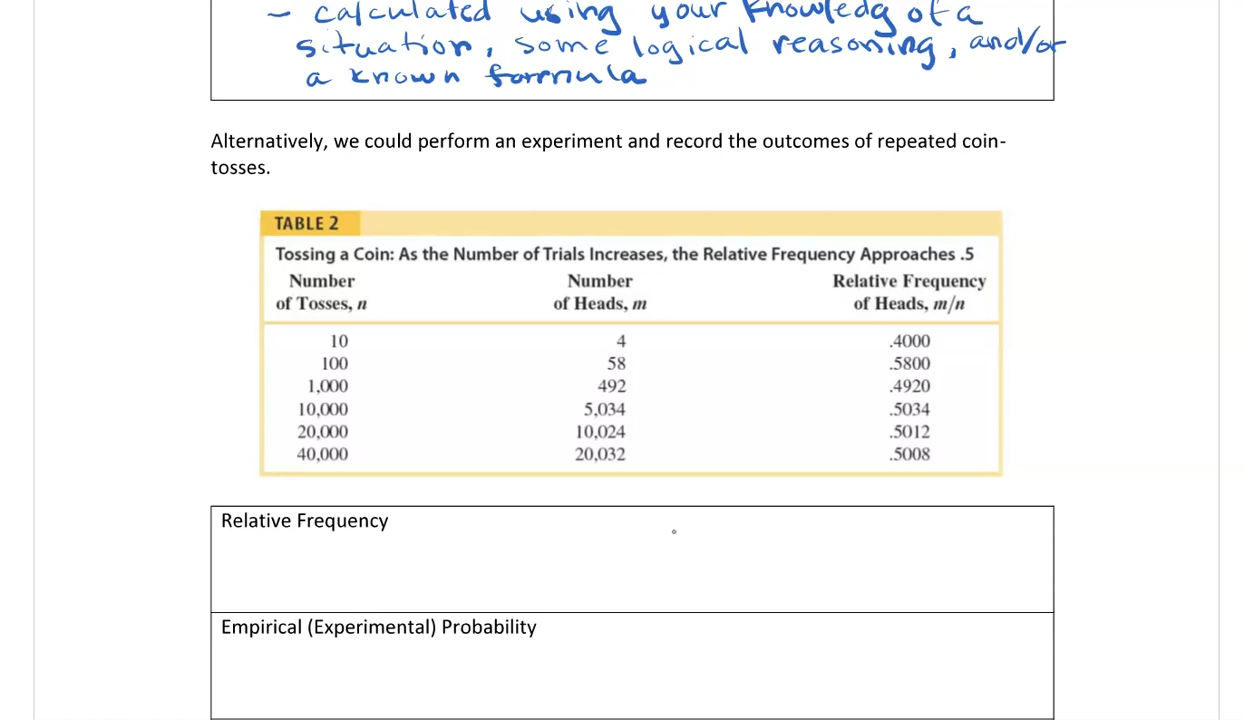 - calculated using your knowledg of a
situation, some logical reasoning, and/or
a known formula
Alternatively, we could perform an experiment and record the outcomes of repeated coin-
tosses.
TABLE 2
Tossing a Coin: As the Number of Trials Increases, the Relative Frequency Approaches .5
Number of Tosses, n Number of Heads, m Relative Frequency of Heads, m/n
10 4 .4000
100 58 .5800
1,000 492 .4920
10,000 5,034 .5034
20,000 10,024 .5012
40,000 20,032 .5008
Relative Frequency
Empirical (Experimental) Probability